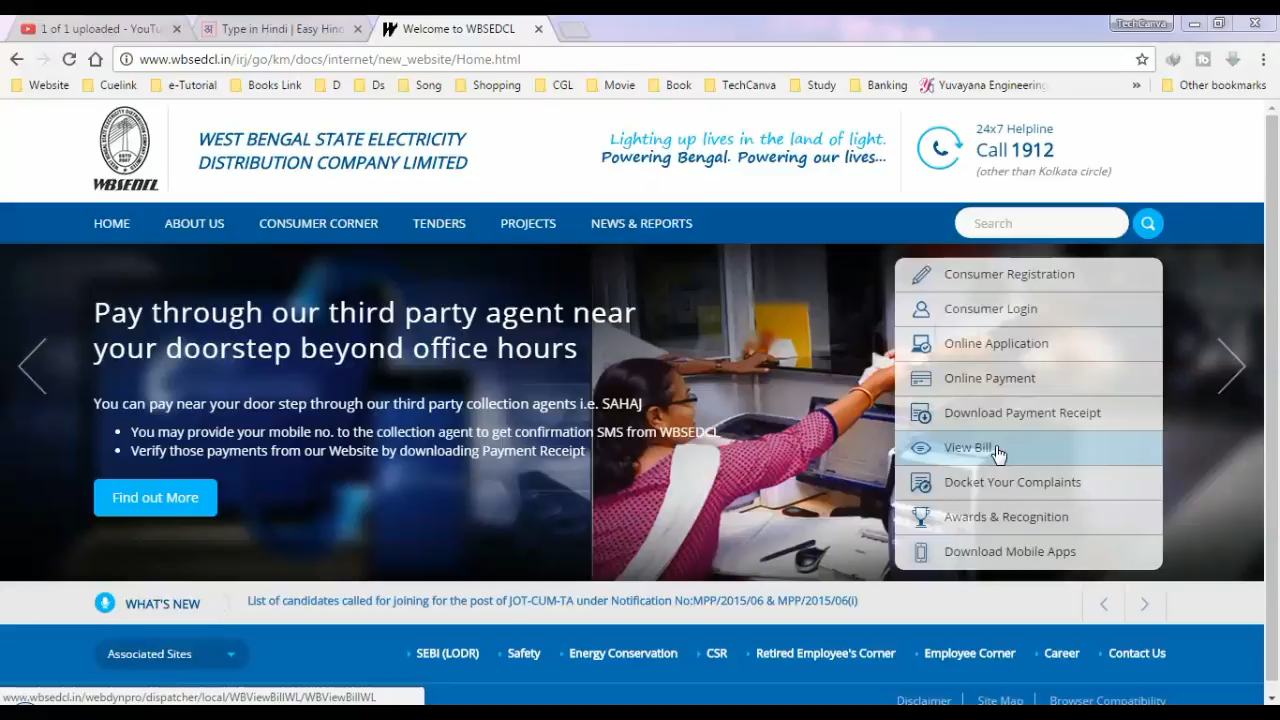 1 of 1 uploaded - YouTu
Type in Hindi | Easy Hin
Welcome to WBSEDCL
TechCanva
www.wbsedcl.in/irj/go/km/docs/internet/new_website/Home.html
Website Cuelink e-Tutorial Books Link D Ds Song Shopping CGL Movie Book TechCanva Study Banking Yuvayana Engineering » Other bookmarks
WBSEDCL
WEST BENGAL STATE ELECTRICITY
DISTRIBUTION COMPANY LIMITED
Lighting up lives in the land of light.
Powering Bengal. Powering our lives...
24x7 Helpline
Call 1912
(other than Kolkata circle)
HOME ABOUT US CONSUMER CORNER TENDERS PROJECTS NEWS & REPORTS Search
Pay through our third party agent near
your doorstep beyond office hours
You can pay near your door step through our third party collection agents i.e. SAHAJ
• You may provide your mobile no. to the collection agent to get confirmation SMS from WBSEDCL
• Verify those payments from our Website by downloading Payment Receipt
Find out More
Consumer Registration
Consumer Login
Online Application
Online Payment
Download Payment Receipt
View Bill
Docket Your Complaints
Awards & Recognition
Download Mobile Apps
WHAT'S NEW
List of candidates called for joining for the post of JOT-CUM-TA under Notification No:MPP/2015/06 & MPP/2015/06(i)
Associated Sites
SEBI (LODR) Safety Energy Conservation CSR Retired Employee's Corner Employee Corner Career Contact Us
www.wbsedcl.in/webdynpro/dispatcher/local/WBViewBillWL/WBViewBillWL
Disclaimer | Site Map | Browser Compatibility